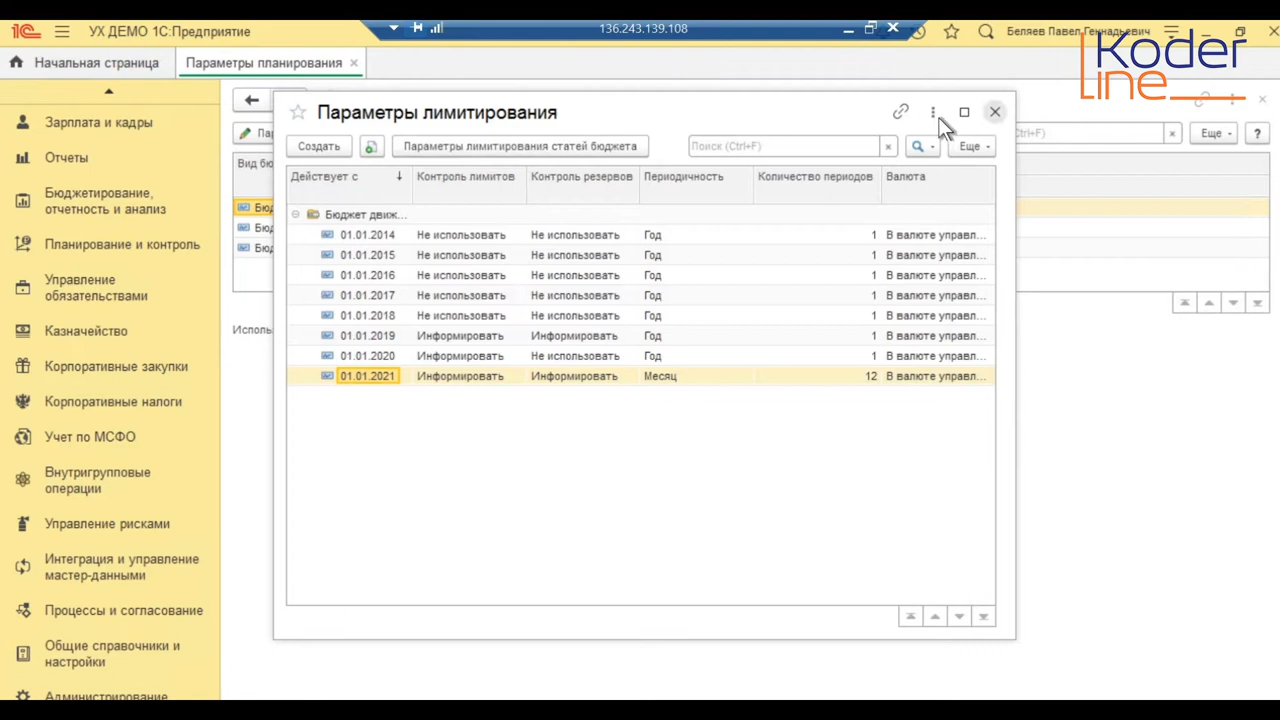 УХ ДЕМО 1С:Предприятие
136.243.139.108
Беляев Павел Геннадьевич
Koder
line
Начальная страница
Параметры планирования
Зарплата и кадры
Отчеты
Бюджетирование,
отчетность и анализ
Планирование и контроль
Управление
обязательствами
Казначейство
Корпоративные закупки
Корпоративные налоги
Учет по МСФО
Внутригрупповые
операции
Управление рисками
Интеграция и управление
мастер-данными
Процессы и согласование
Общие справочники и
настройки
Администрирование
Ctrl+F)
Еще
?
Вид бю
Бюд
Бюд
Бюд
Исполь
Параметры лимитирования
Создать
Параметры лимитирования статей бюджета
Поиск (Ctrl+F)
Еще
Действует с Контроль лимитов Контроль резервов Периодичность Количество периодов Валюта
Бюджет движ...
01.01.2014 Не использовать Не использовать Год 1 В валюте управл...
01.01.2015 Не использовать Не использовать Год 1 В валюте управл...
01.01.2016 Не использовать Не использовать Год 1 В валюте управл...
01.01.2017 Не использовать Не использовать Год 1 В валюте управл...
01.01.2018 Не использовать Не использовать Год 1 В валюте управл...
01.01.2019 Информировать Информировать Год 1 В валюте управл...
01.01.2020 Информировать Не использовать Год 1 В валюте управл...
01.01.2021 Информировать Информировать Месяц 12 В валюте управл...